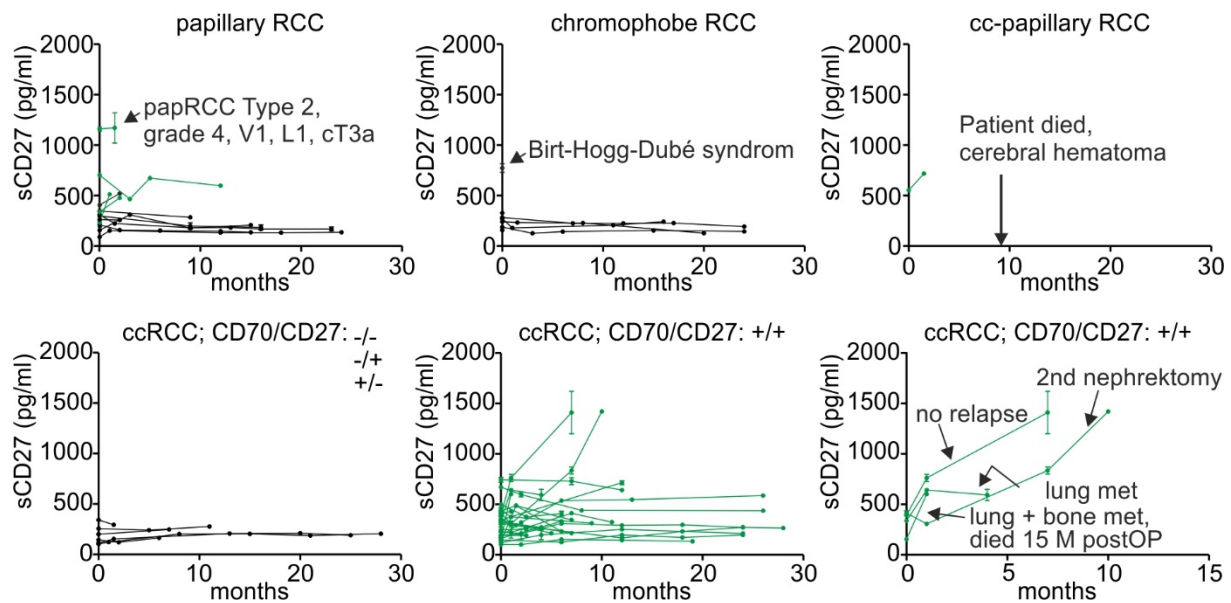 papillary RCC
2000
1500
1000
500
0
sCD27 (pg/ml)
papRCC Type 2,
grade 4, V1, L1, cT3a
0 10 20 30
months
chromophobe RCC
2000
1500
1000
500
0
sCD27 (pg/ml)
Birt-Hogg-Dubé syndrom
0 10 20 30
months
cc-papillary RCC
2000
1500
1000
500
0
sCD27 (pg/ml)
Patient died,
cerebral hematoma
0 10 20 30
months
ccRCC; CD70/CD27: -/-
-/+
+/-
2000
1500
1000
500
0
sCD27 (pg/ml)
0 10 20 30
months
ccRCC; CD70/CD27: +/+
2000
1500
1000
500
0
sCD27 (pg/ml)
0 10 20 30
months
ccRCC; CD70/CD27: +/+
2000
1500
1000
500
0
sCD27 (pg/ml)
2nd nephrektomy
no relapse
lung met
lung + bone met,
died 15 M postOP
0 5 10 15
months